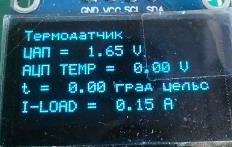 GND VCC SCL SDA
Термодатчик
ЦАП = 1.65 V
АЦП TEMP = 0.00 V
t = 0.00 град цельс
I-LOAD = 0.15 A